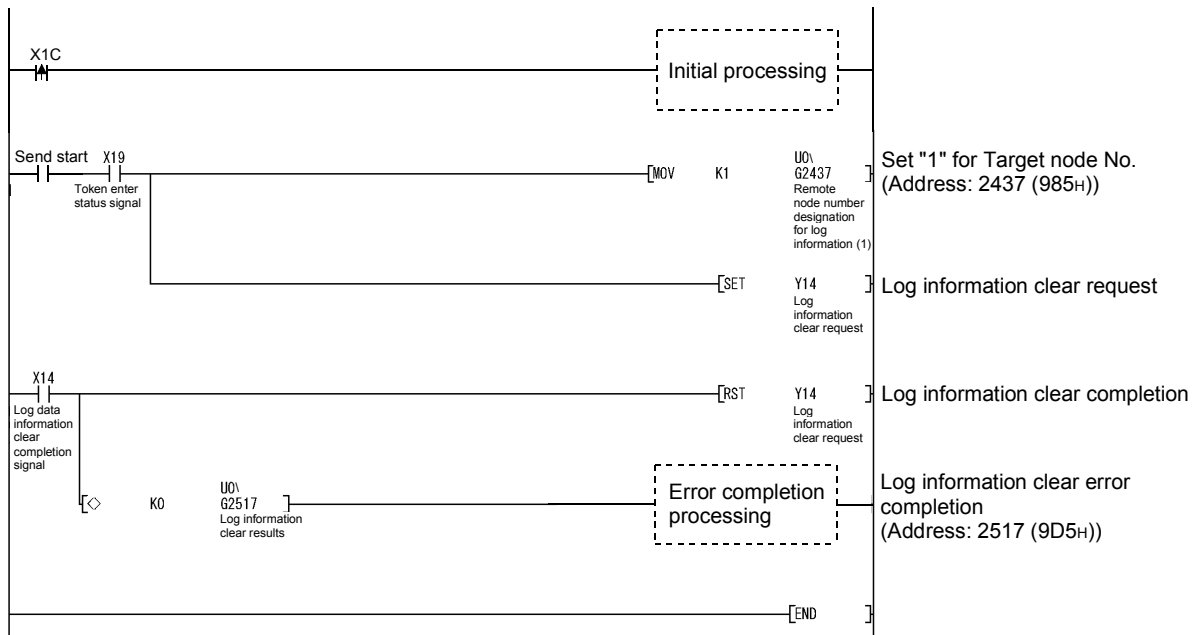 X1C
Initial processing
Send start X19
Token enter
status signal
[MOV K1 U0\
G2437 ]
Remote
node number
designation
for log
information (1)
Set "1" for Target node No.
(Address: 2437 (985H))
[SET Y14 ]
Log
information
clear request
Log information clear request
X14
Log data
information
clear
completion
signal
[RST Y14 ]
Log
information
clear request
Log information clear completion
[<> K0 U0\
G2517 ]
Log information
clear results
Error completion
processing
Log information clear error
completion
(Address: 2517 (9D5H))
[END ]